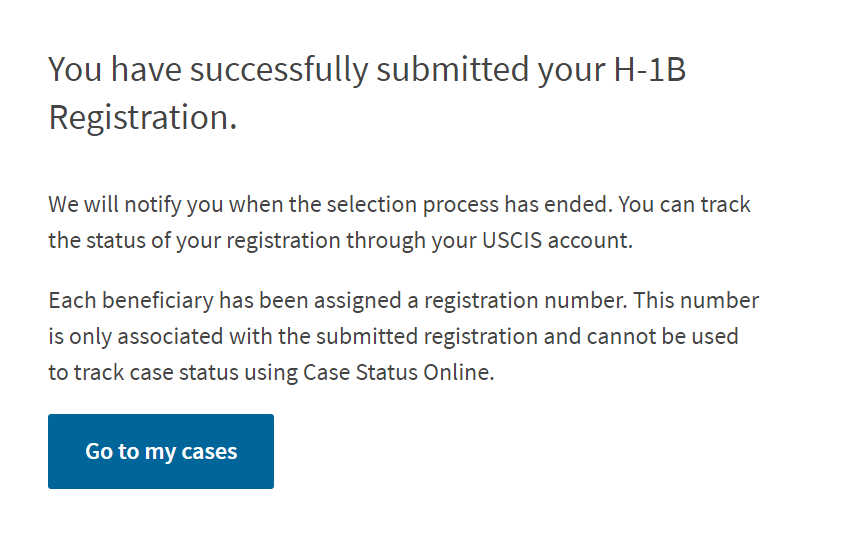 You have successfully submitted your H-1B
Registration.
We will notify you when the selection process has ended. You can track
the status of your registration through your USCIS account.
Each beneficiary has been assigned a registration number. This number
is only associated with the submitted registration and cannot be used
to track case status using Case Status Online.
Go to my cases